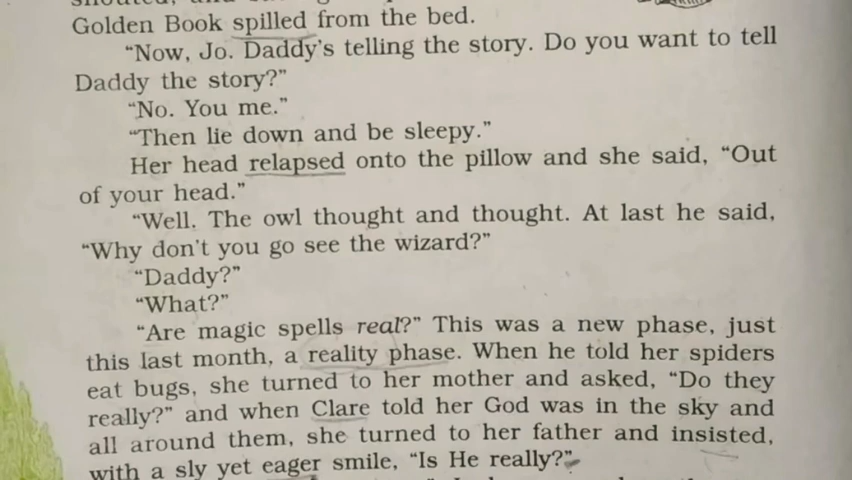 Golden Book spilled from the bed.
“Now, Jo. Daddy’s telling the story. Do you want to tell
Daddy the story?”
“No. You me.”
“Then lie down and be sleepy.”
Her head relapsed onto the pillow and she said, “Out
of your head.”
“Well. The owl thought and thought. At last he said,
“Why don’t you go see the wizard?”
“Daddy?”
“What?”
“Are magic spells real?” This was a new phase, just
this last month, a reality phase. When he told her spiders
eat bugs, she turned to her mother and asked, “Do they
really?” and when Clare told her God was in the sky and
all around them, she turned to her father and insisted,
with a sly yet eager smile, “Is He really?”